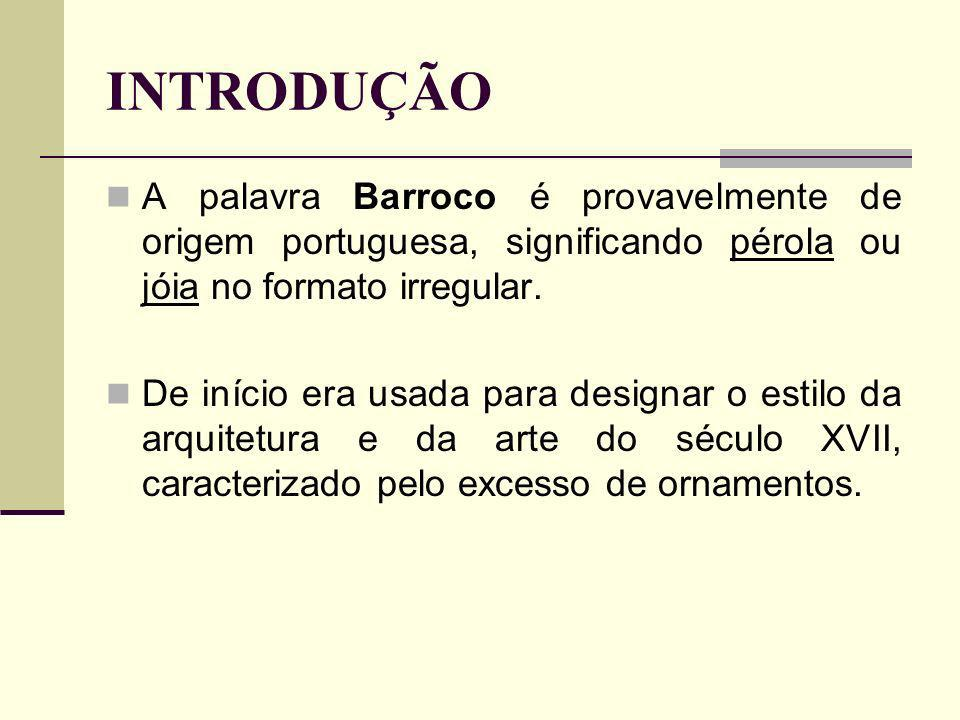 INTRODUÇÃO
A palavra Barroco é provavelmente de
origem portuguesa, significando pérola ou
jóia no formato irregular.
De início era usada para designar o estilo da
arquitetura e da arte do século XVII,
caracterizado pelo excesso de ornamentos.